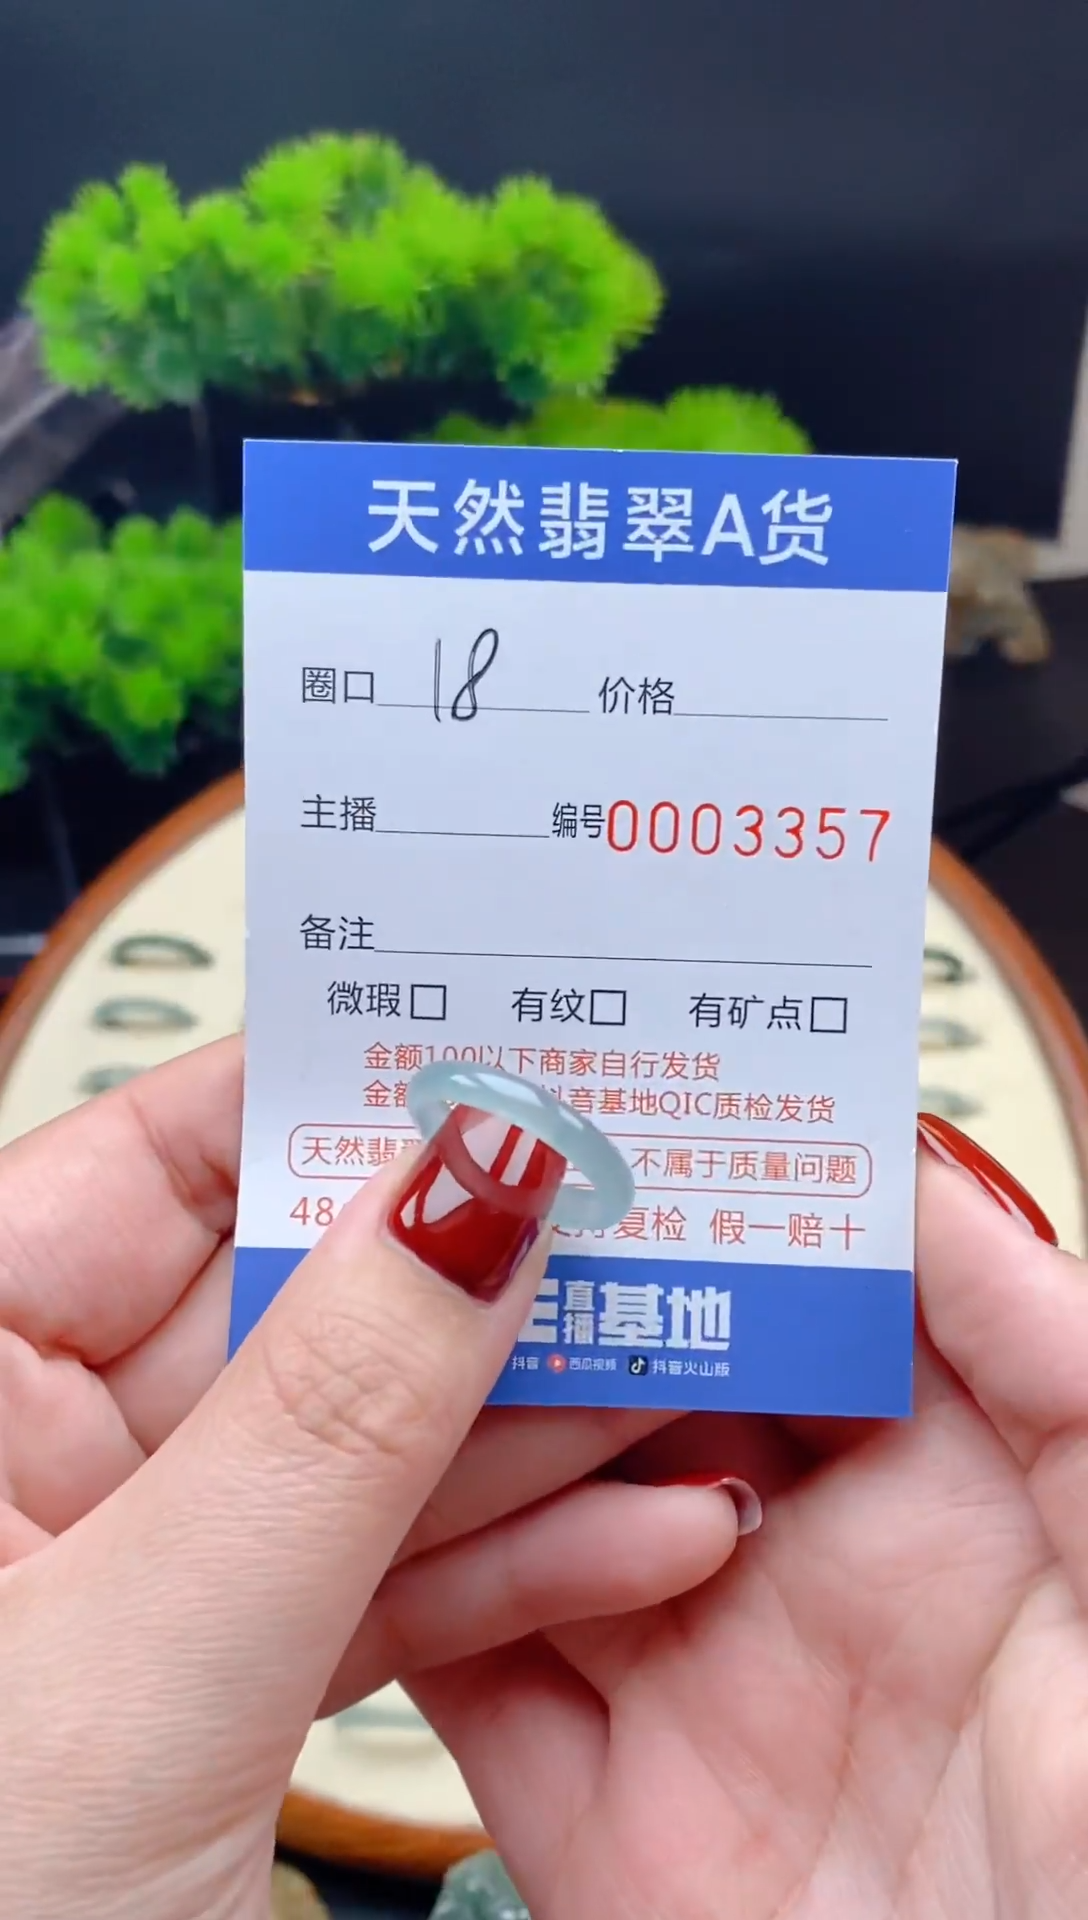 天然翡翠A货
圈口 18 价格
主播 编号0003357
备注
微瑕□ 有纹□ 有矿点□
金额100以下商家自行发货
金额 抖音基地QIC质检发货
天然翡翠 不属于质量问题
48 支持复检 假一赔十
直播基地
抖音 西瓜视频 抖音火山版